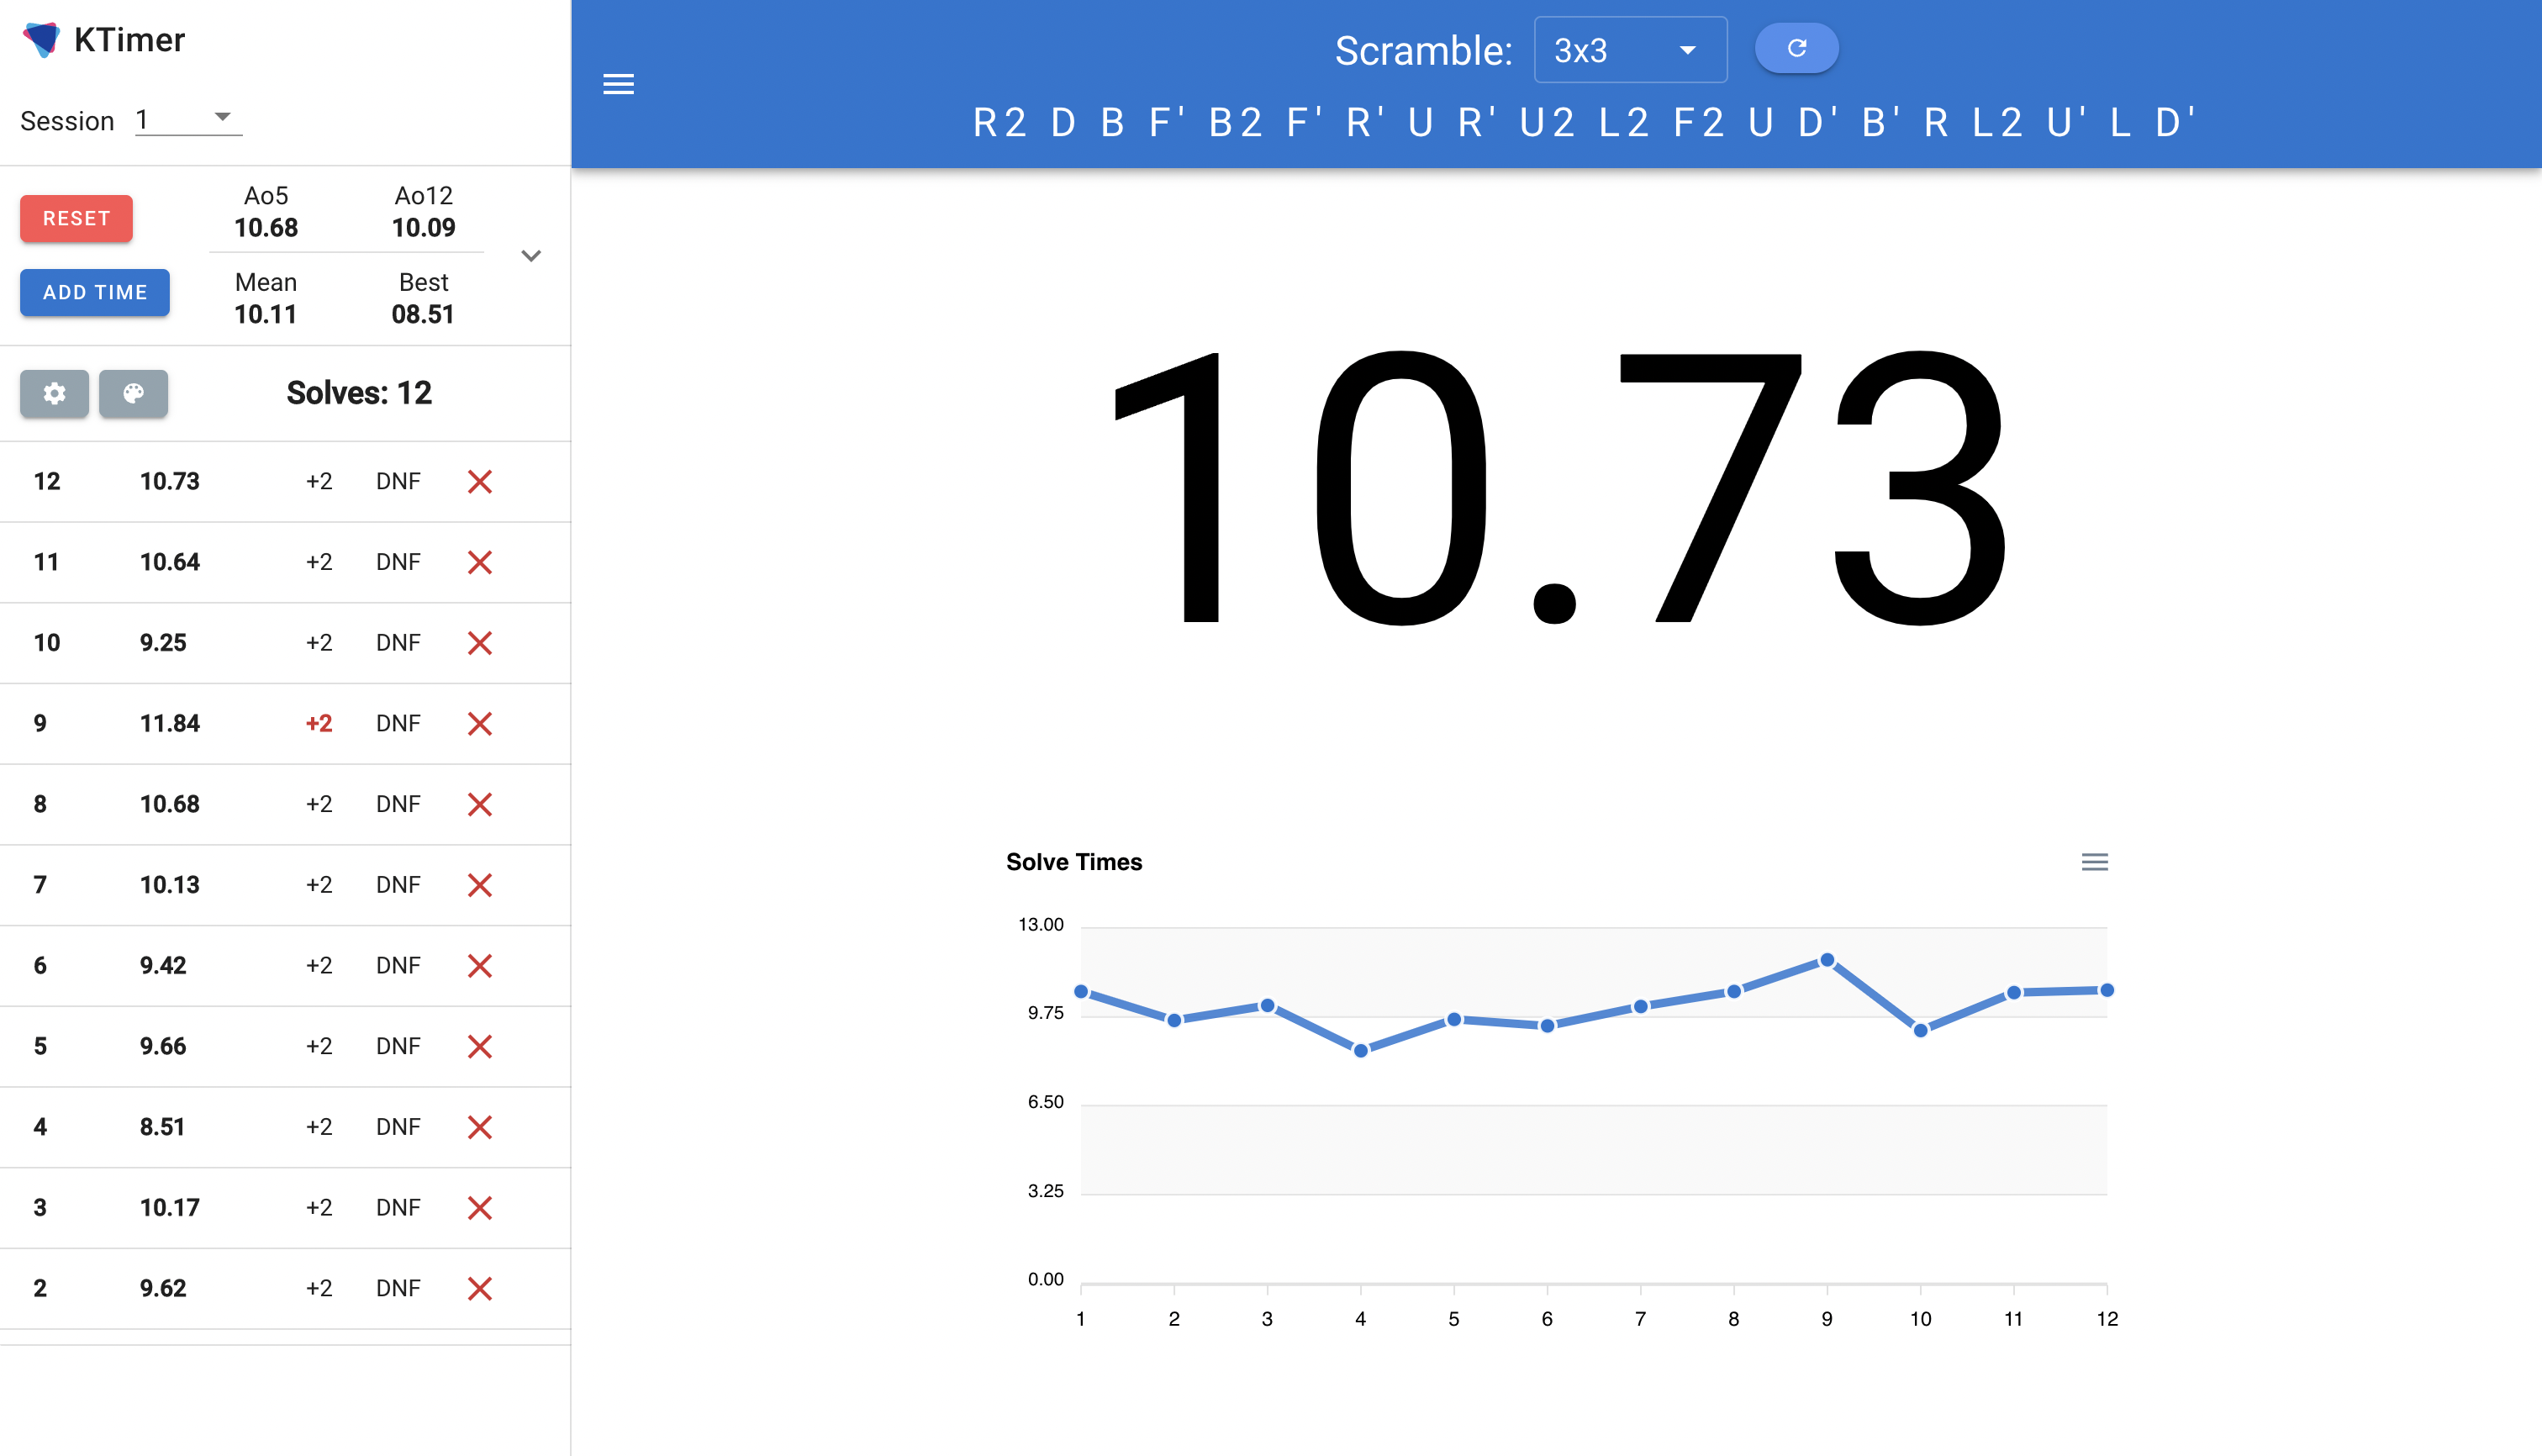 KTimer
Session 1
RESET
ADD TIME
Ao5 Ao12
10.68 10.09
Mean Best
10.11 08.51
Solves: 12
12 10.73 +2 DNF
11 10.64 +2 DNF
10 9.25 +2 DNF
9 11.84 +2 DNF
8 10.68 +2 DNF
7 10.13 +2 DNF
6 9.42 +2 DNF
5 9.66 +2 DNF
4 8.51 +2 DNF
3 10.17 +2 DNF
2 9.62 +2 DNF
Scramble: 3x3
R2 D B F' B2 F' R' U R' U2 L2 F2 U D' B' R L2 U' L D'
10.73
Solve Times
13.00
9.75
6.50
3.25
0.00
1 2 3 4 5 6 7 8 9 10 11 12